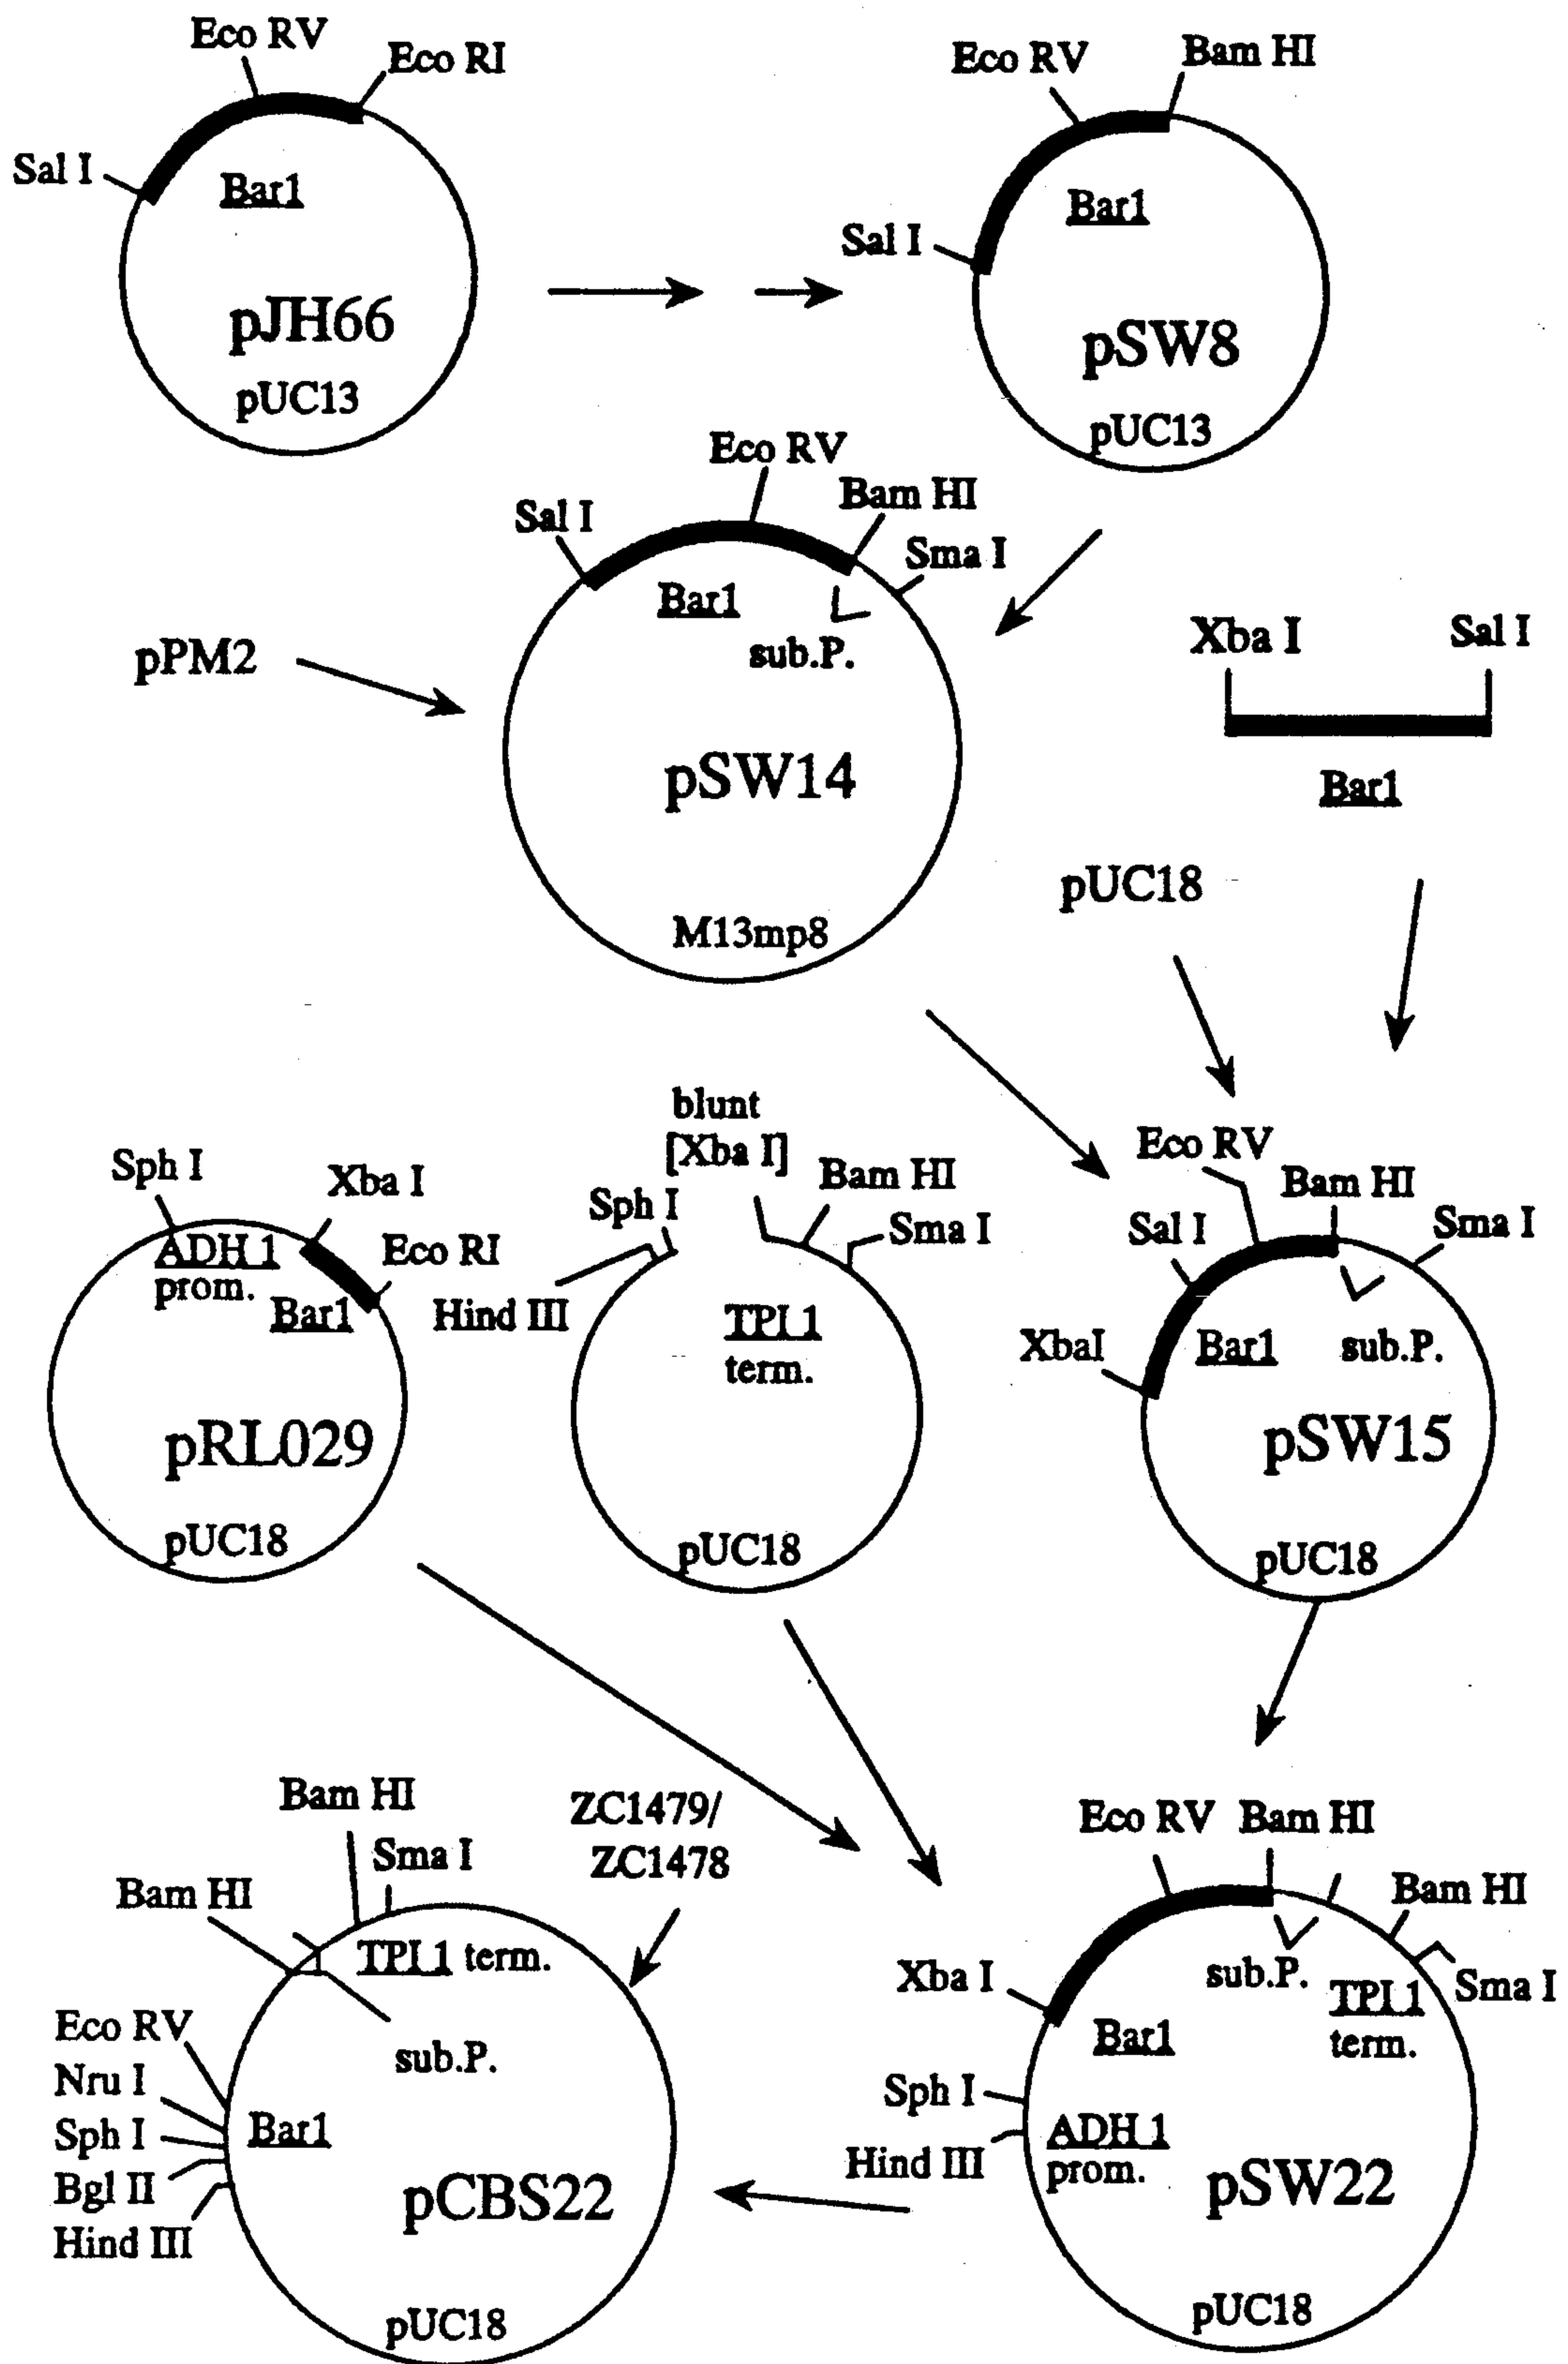 Eco RV
Eco RI
Sal I
Bar1
pJH66
pUC13
Eco RV
Bam HI
Sal I
Bar1
pSW8
pUC13
Eco RV
Bam HI
Sal I
Sma I
Bar1
sub.P.
pPM2
pSW14
M13mp8
Xba I
Sal I
Bar1
pUC18
Sph I
Xba I
ADH 1
prom.
Eco RI
Bar1
pRL029
pUC18
blunt
[Xba I]
Bam HI
Sph I
Sma I
Hind III
TPI 1
term.
pUC18
Eco RV
Bam HI
Sal I
Sma I
XbaI
Bar1
sub.P.
pSW15
pUC18
Bam HI
Sma I
ZC1479/
ZC1478
Bam HI
TPI 1 term.
Eco RV
sub.P.
Nru I
Sph I
Bar1
Bgl II
Hind III
pCBS22
pUC18
Eco RV
Bam HI
Bam HI
Xba I
sub.P.
Sma I
TPI 1
term.
Bar1
Sph I
ADH 1
prom.
Hind III
pSW22
pUC18